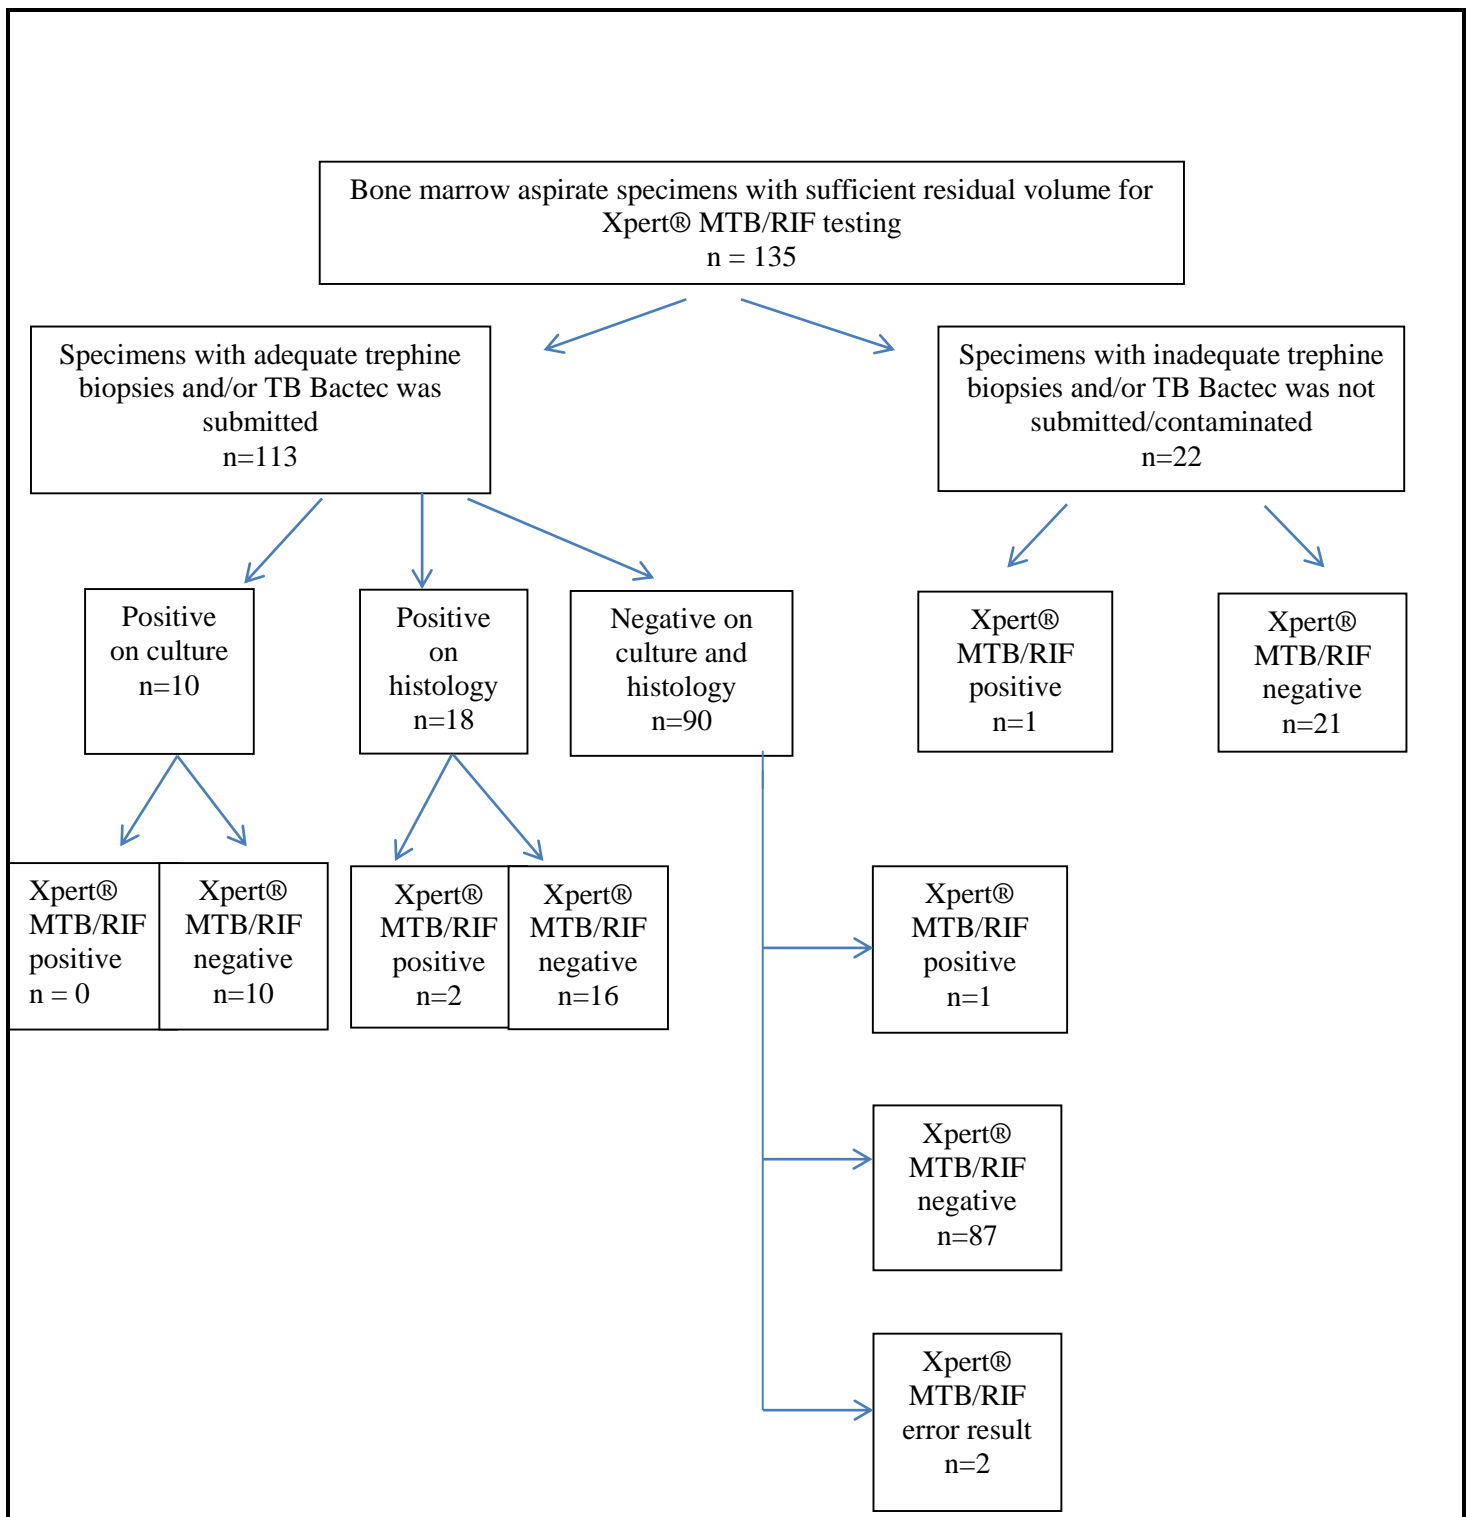 Bone marrow aspirate specimens with sufficient residual volume for
Xpert® MTB/RIF testing
n = 135
Specimens with adequate trephine
biopsies and/or TB Bactec was
submitted
n=113
Specimens with inadequate trephine
biopsies and/or TB Bactec was not
submitted/contaminated
n=22
Positive
on culture
n=10
Positive
on
histology
n=18
Negative on
culture and
histology
n=90
Xpert®
MTB/RIF
positive
n=1
Xpert®
MTB/RIF
negative
n=21
Xpert®
MTB/RIF
positive
n = 0
Xpert®
MTB/RIF
negative
n=10
Xpert®
MTB/RIF
positive
n=2
Xpert®
MTB/RIF
negative
n=16
Xpert®
MTB/RIF
positive
n=1
Xpert®
MTB/RIF
negative
n=87
Xpert®
MTB/RIF
error result
n=2